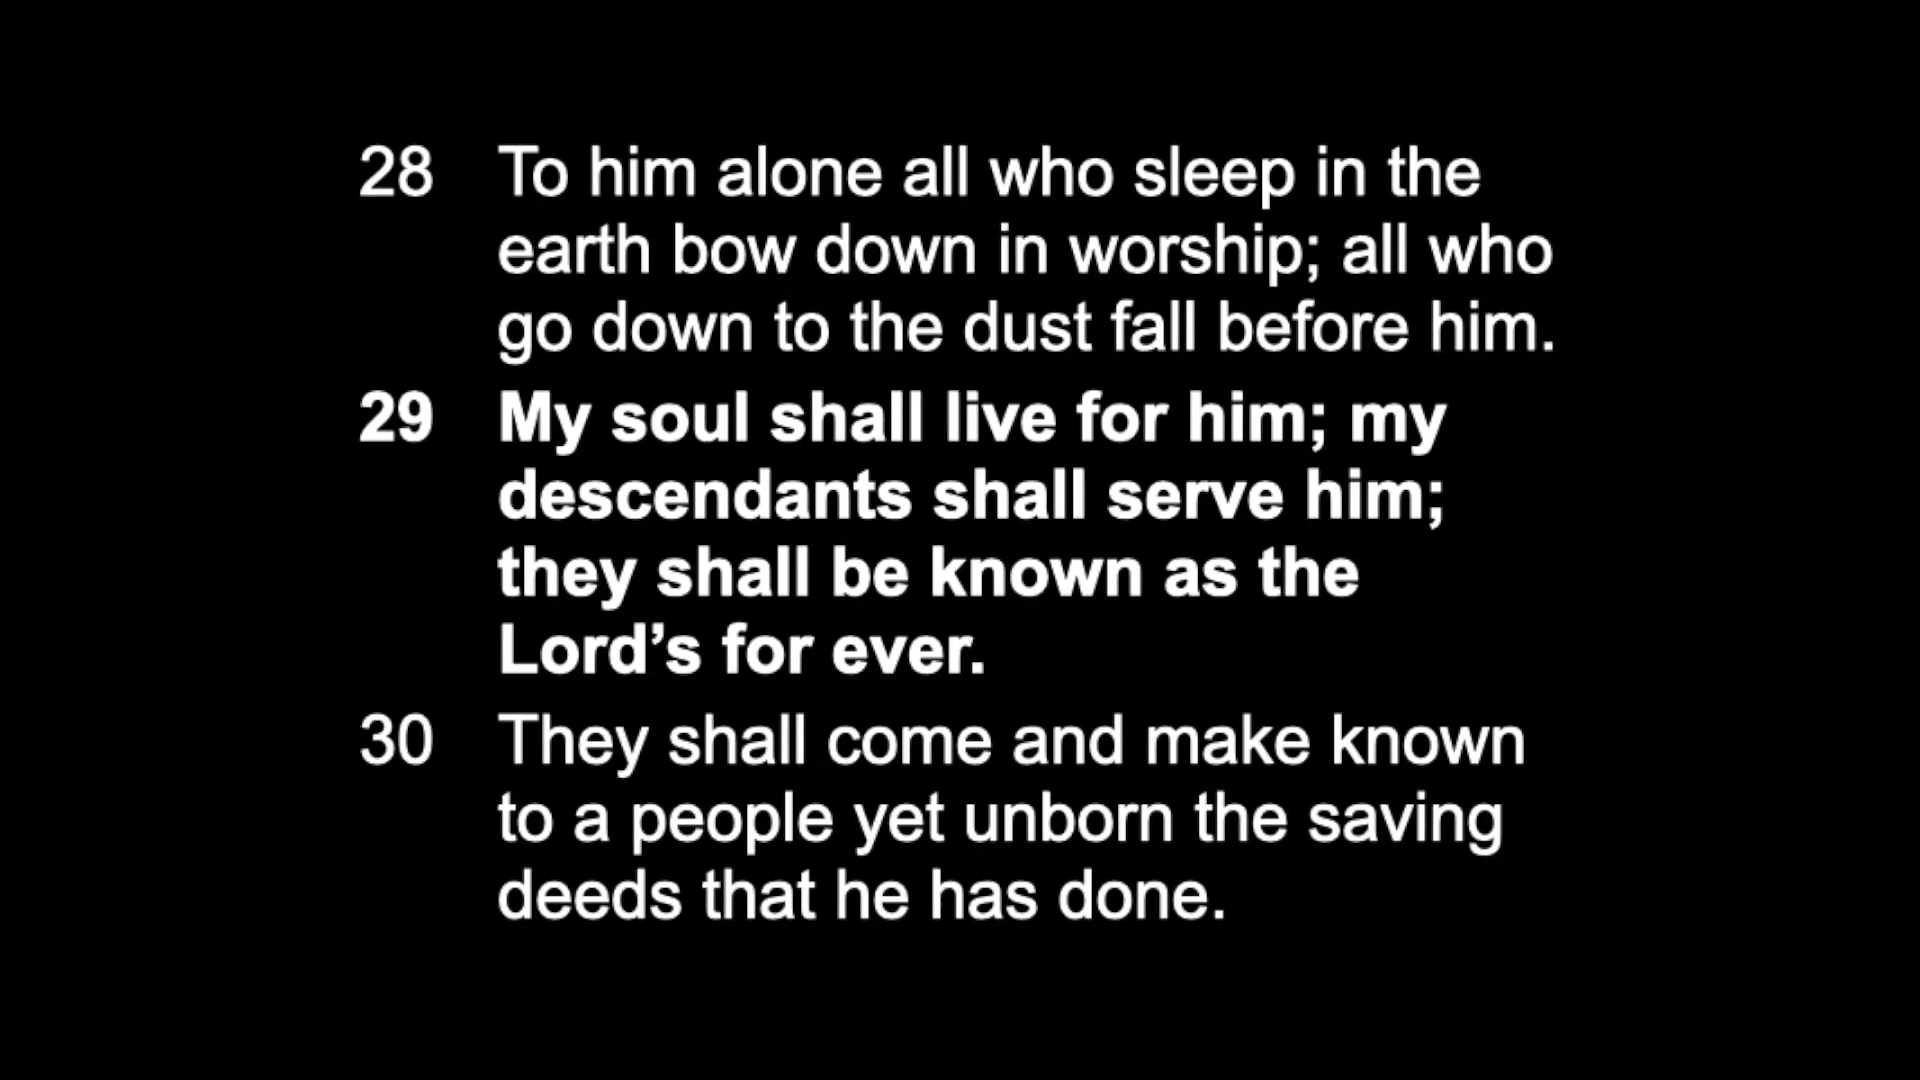 28 To him alone all who sleep in the
earth bow down in worship; all who
go down to the dust fall before him.
29 My soul shall live for him; my
descendants shall serve him;
they shall be known as the
Lord’s for ever.
30 They shall come and make known
to a people yet unborn the saving
deeds that he has done.